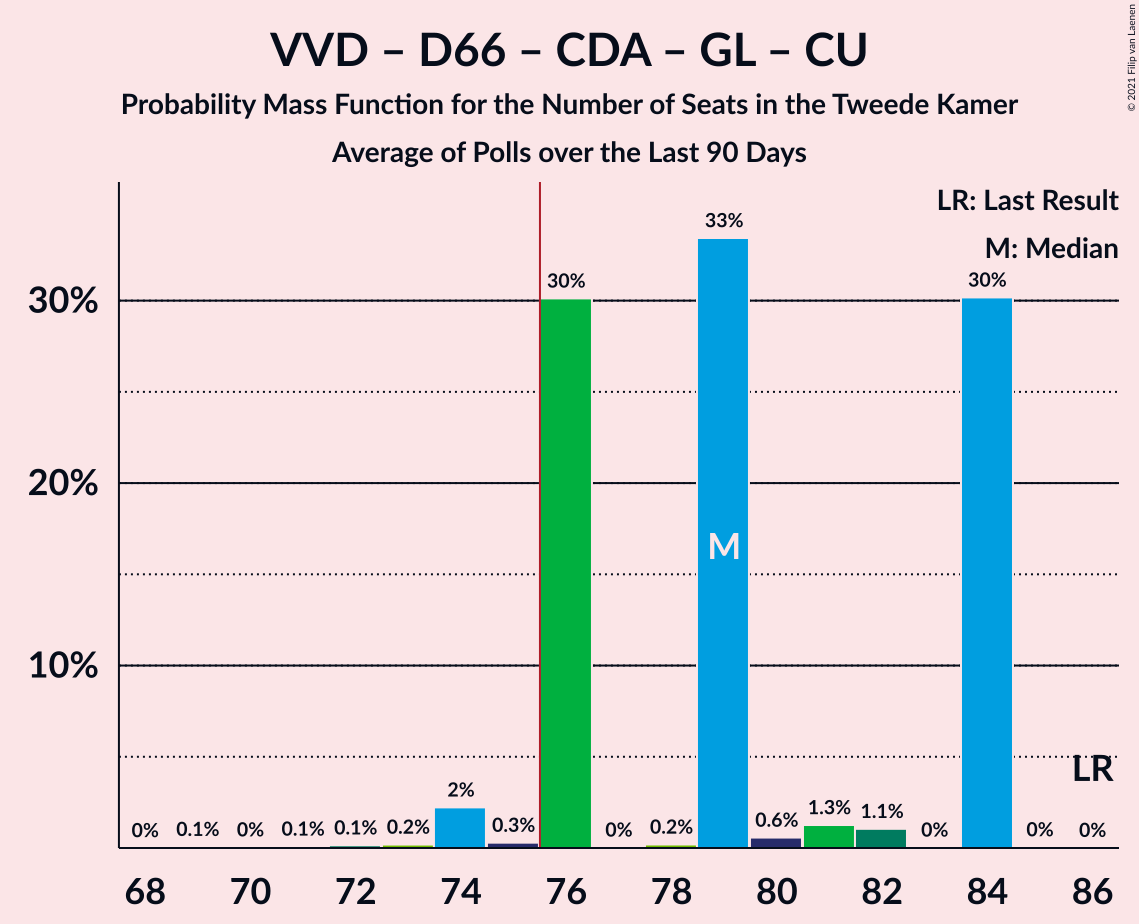 VVD – D66 – CDA – GL – CU
Probability Mass Function for the Number of Seats in the Tweede Kamer
Average of Polls over the Last 90 Days
© 2021 Filip van Laenen
LR: Last Result
M: Median
30%
20%
10%
0%
0.1%
0%
0.1%
0.1%
0.2%
2%
0.3%
30%
0%
0.2%
33%
0.6%
1.3%
1.1%
0%
30%
0%
0%
M
LR
68 70 72 74 76 78 80 82 84 86